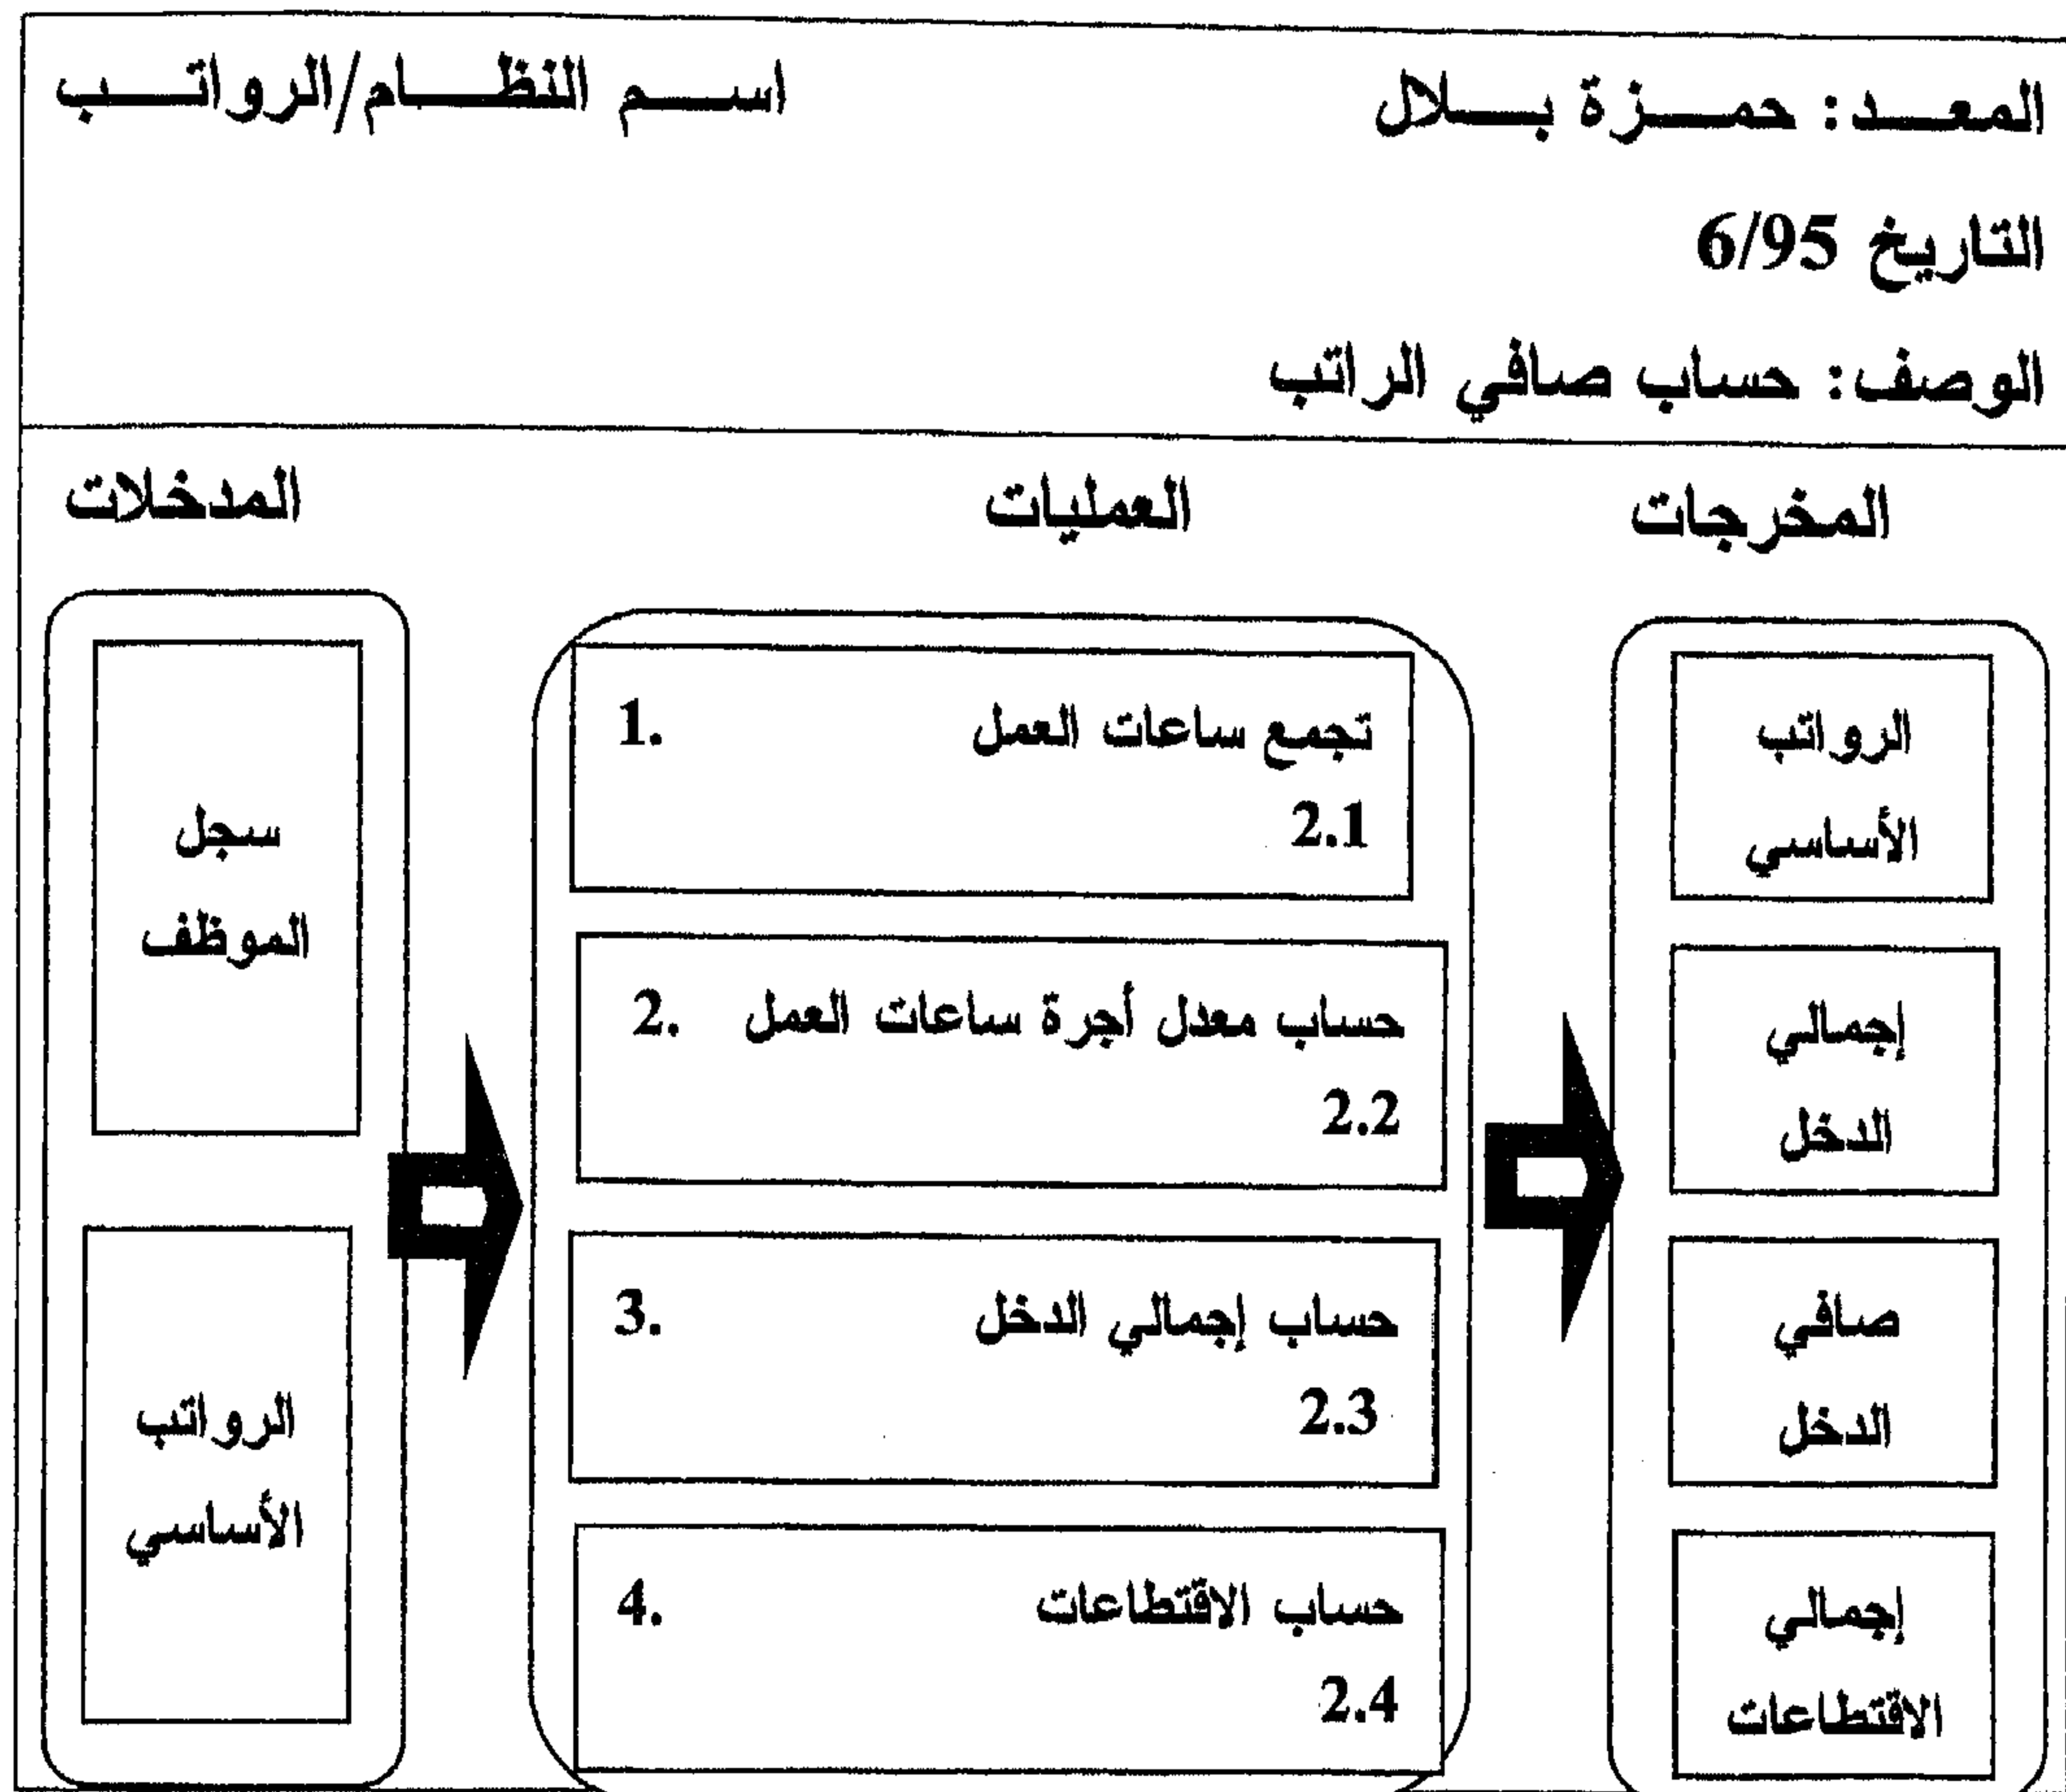 المعد: حمزة بلال
اسم النظام/الرواتب
التاريخ 6/95
الوصف: حساب صافي الراتب
المخرجات
العمليات
المدخلات
الرواتب
الأساسي
إجمالي
الدخل
صافي
الدخل
إجمالي
الاقتطاعات
تجمع ساعات العمل .1
2.1
حساب معدل أجرة ساعات العمل .2
2.2
حساب إجمالي الدخل .3
2.3
حساب الاقتطاعات .4
2.4
سجل
الموظف
الرواتب
الأساسي